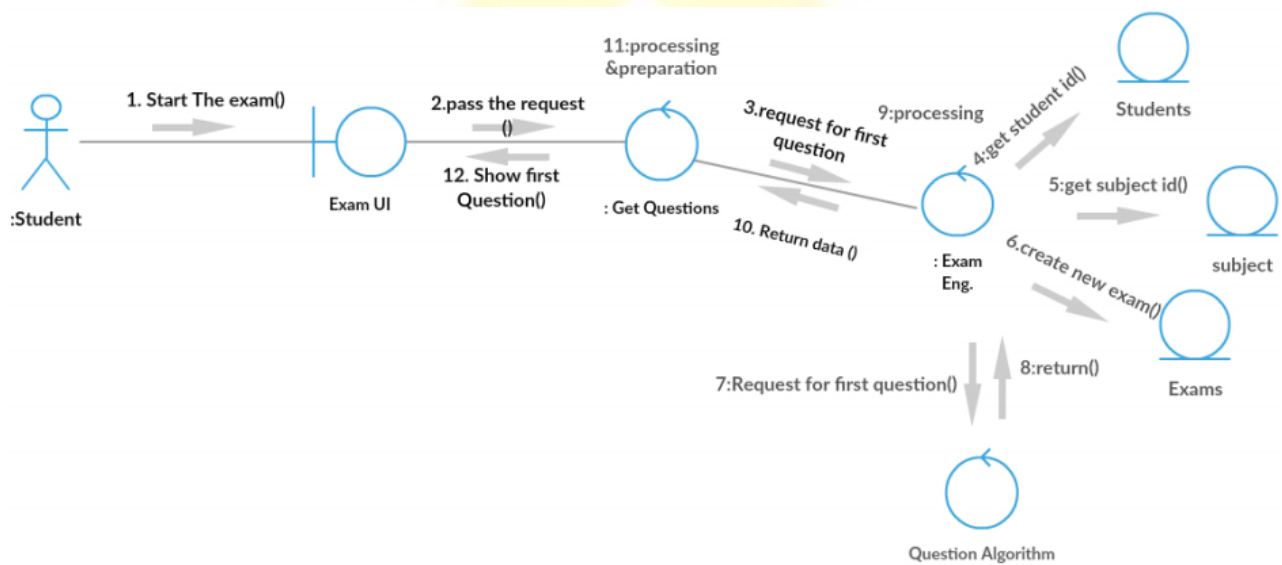 11:processing
&preparation
1. Start The exam()
2.pass the request
()
3.request for first
question
9:processing
4:get student id()
Students
12. Show first
Question()
5:get subject id()
:Student
Exam UI
: Get Questions
10. Return data ()
6.create new exam()
: Exam
Eng.
subject
7:Request for first question()
8:return()
Exams
Question Algorithm